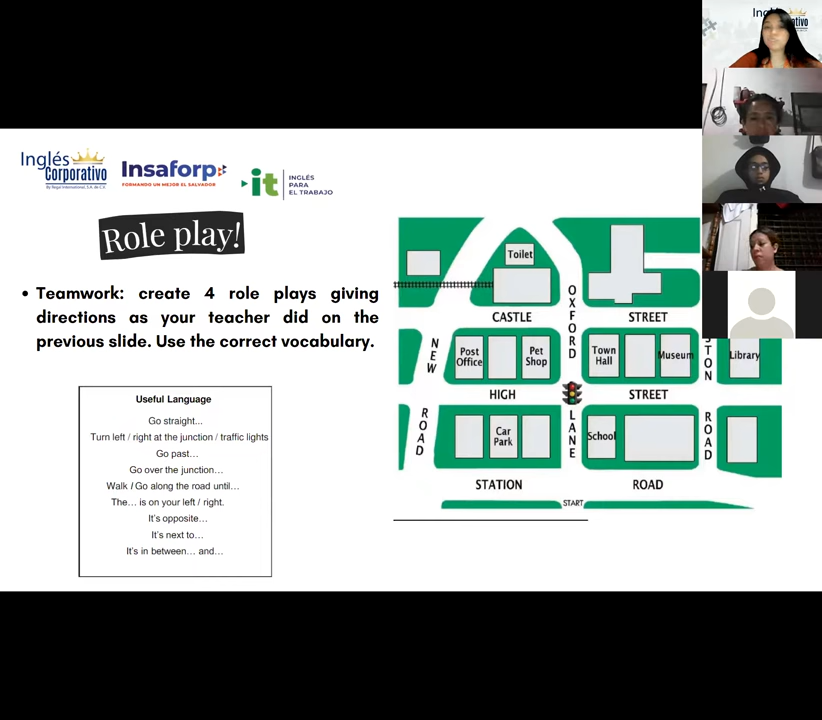 Inglés
Corporativo
By Regal International, S.A. de C.V.
Insaforp
FORMANDO UN MEJOR EL SALVADOR
it
INGLÉS
PARA
EL TRABAJO
Role play!
• Teamwork: create 4 role plays giving
directions as your teacher did on the
previous slide. Use the correct vocabulary.
Useful Language
Go straight...
Turn left / right at the junction / traffic lights
Go past…
Go over the junction…
Walk / Go along the road until…
The… is on your left / right.
It's opposite…
It's next to…
It's in between… and…
Toilet
CASTLE
STREET
OXFORD
LANE
NEW
ROAD
Post
Office
Pet
Shop
Town
Hall
Museum
STON
ROAD
Library
HIGH
STREET
Car
Park
School
STATION
ROAD
START
Ing
ativo